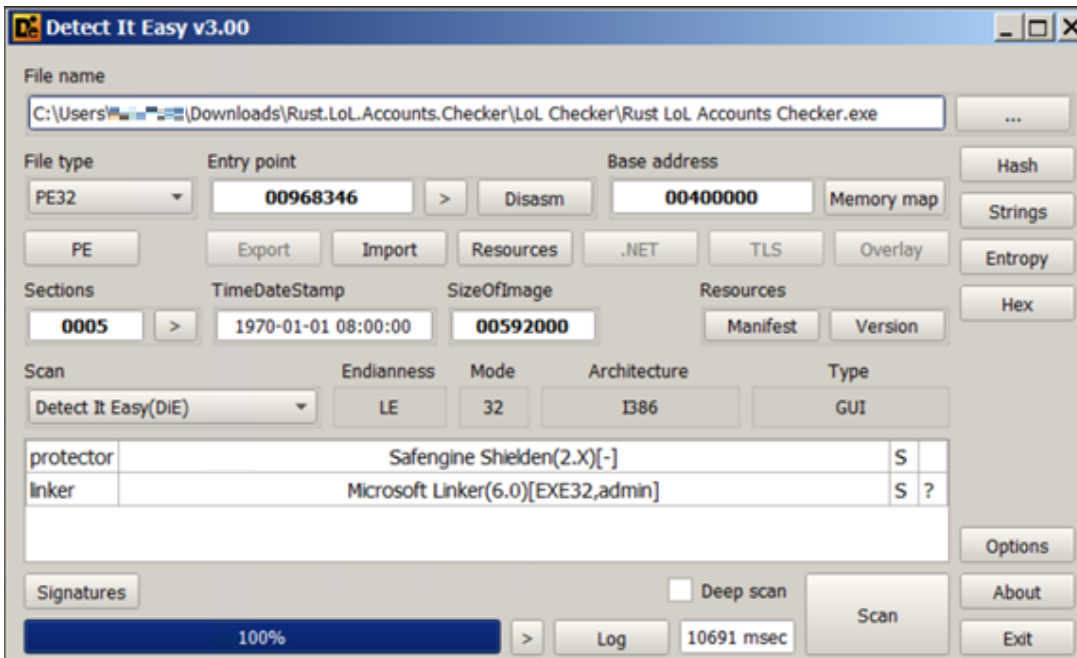 Detect It Easy v3.00
File name
C:\Users\ \Downloads\Rust.LoL.Accounts.Checker\LoL Checker\Rust LoL Accounts Checker.exe ...
File type Entry point Base address Hash
PE32 00968346 > Disasm 00400000 Memory map Strings
PE Export Import Resources .NET TLS Overlay Entropy
Sections TimeDateStamp SizeOfImage Resources Hex
0005 > 1970-01-01 08:00:00 00592000 Manifest Version
Scan Endianness Mode Architecture Type
Detect It Easy(DiE) LE 32 I386 GUI
protector Safengine Shielden(2.X)[-] S
linker Microsoft Linker(6.0)[EXE32,admin] S ?
Options
Signatures Deep scan Scan About
100% > Log 10691 msec Exit